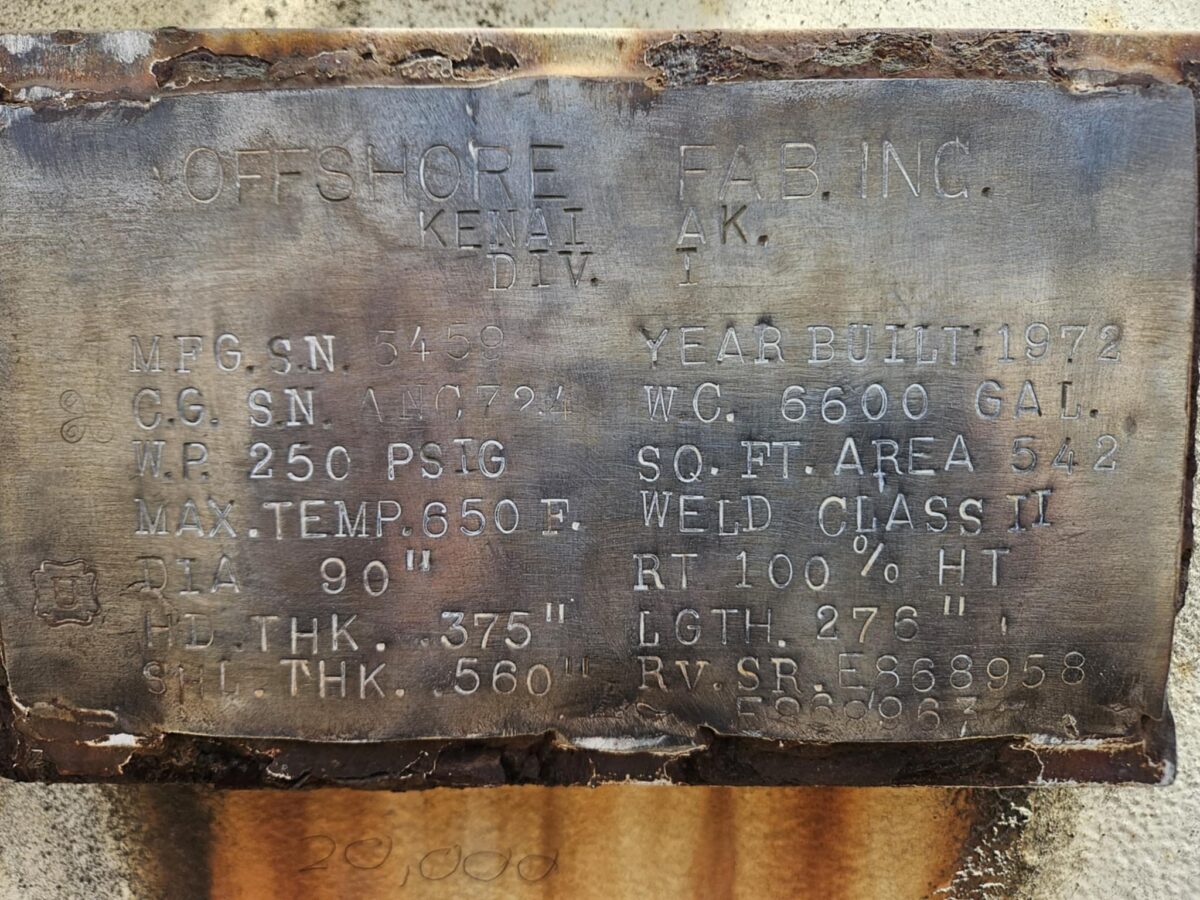 OFFSHORE FAB. INC.
KENAI AK.
DIV. I
MFG. S.N. 5459
YEAR BUILT 1972
C.G. S.N. ANC724
W.C. 6600 GAL.
W.P. 250 PSIG
SQ. FT. AREA 542
MAX. TEMP. 650 F.
WELD CLASS II
DIA 90"
RT 100% HT
HD. THK. .375"
LGTH. 276"
SHL. THK. .560"
RV. SR. E868958
20,000